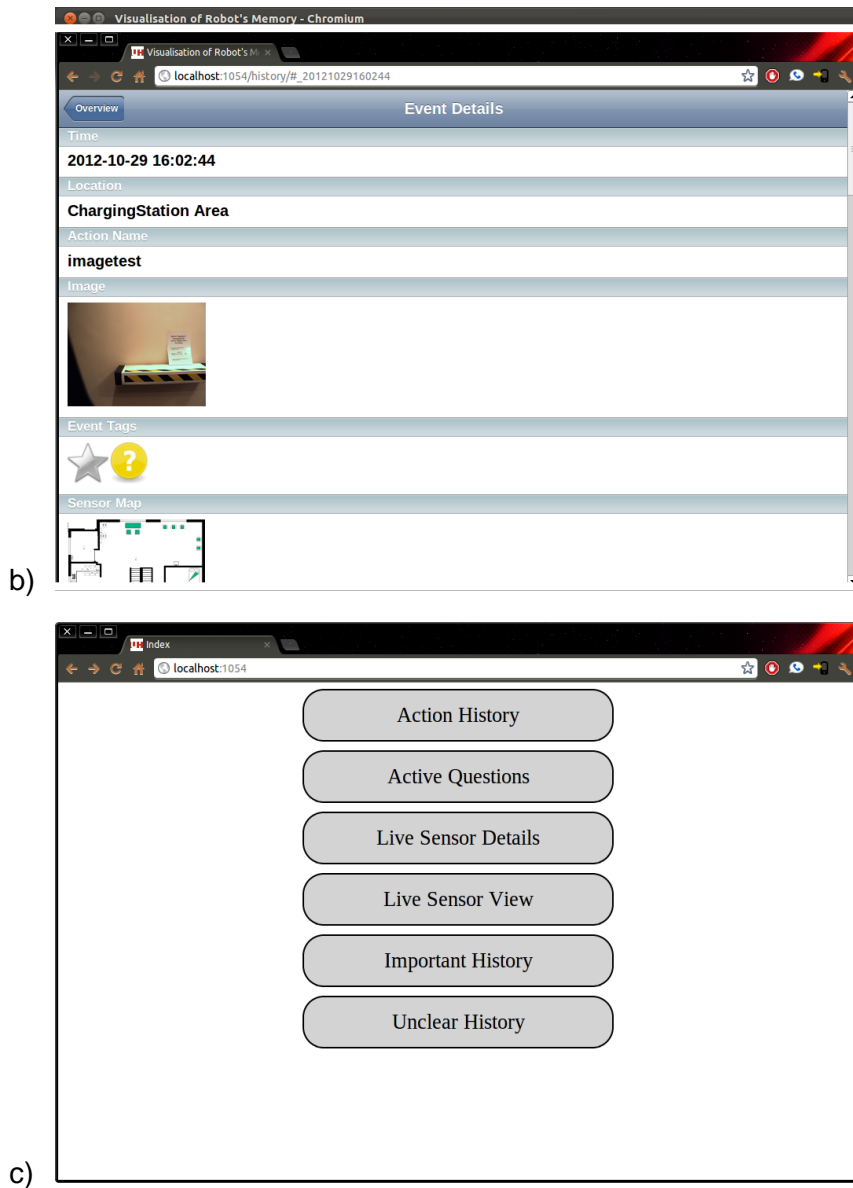 Visualisation of Robot's Memory - Chromium
Visualisation of Robot's M
localhost:1054/history/#_20121029160244
Overview
Event Details
Time
2012-10-29 16:02:44
Location
ChargingStation Area
Action Name
imagetest
Image
Event Tags
?
Sensor Map
b)
Index
localhost:1054
Action History
Active Questions
Live Sensor Details
Live Sensor View
Important History
Unclear History
c)